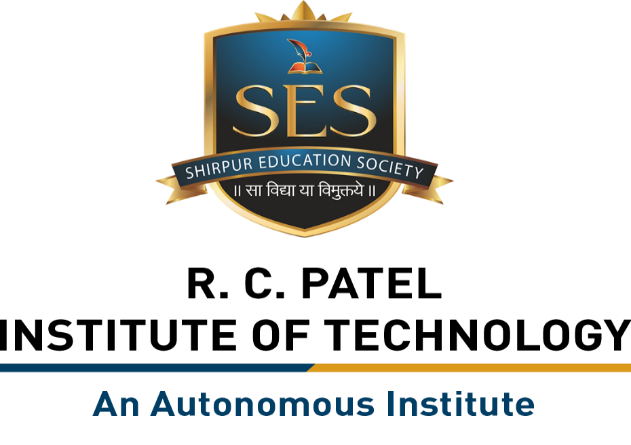 SES
SHIRPUR EDUCATION SOCIETY
॥ सा विद्या या विमुक्तये ॥
R. C. PATEL
INSTITUTE OF TECHNOLOGY
An Autonomous Institute